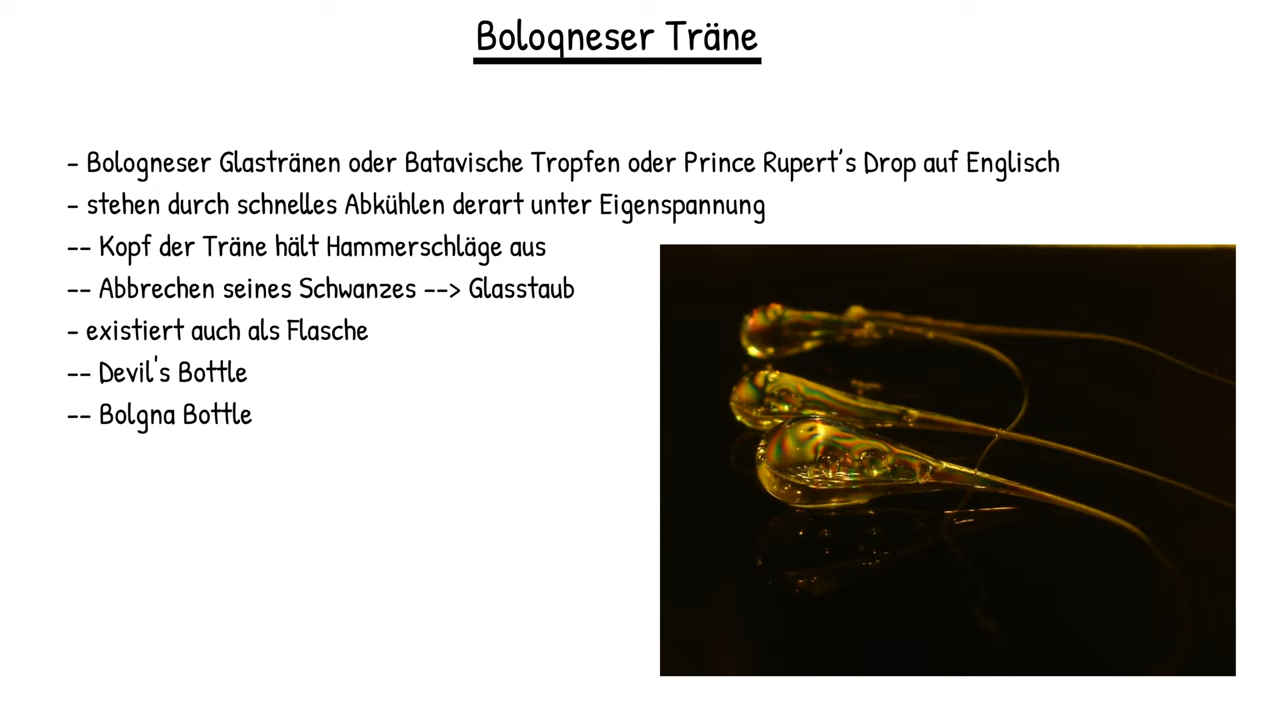 Bologneser Träne
- Bologneser Glastränen oder Batavische Tropfen oder Prince Rupert's Drop auf Englisch
- stehen durch schnelles Abkühlen derart unter Eigenspannung
-- Kopf der Träne hält Hammerschläge aus
-- Abbrechen seines Schwanzes --> Glasstaub
- existiert auch als Flasche
-- Devil's Bottle
-- Bolgna Bottle